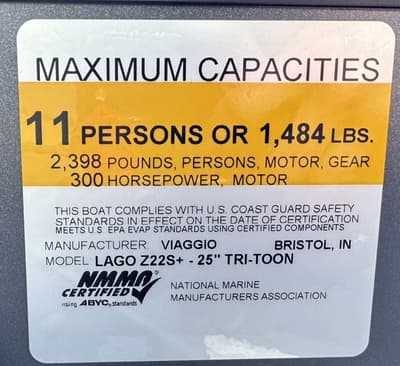 MAXIMUM CAPACITIES
11 PERSONS OR 1,484 LBS.
2,398 POUNDS, PERSONS, MOTOR, GEAR
300 HORSEPOWER, MOTOR
THIS BOAT COMPLIES WITH U.S. COAST GUARD SAFETY
STANDARDS IN EFFECT ON THE DATE OF CERTIFICATION
MEETS U.S. EPA EVAP STANDARDS USING CERTIFIED COMPONENTS
MANUFACTURER VIAGGIO BRISTOL, IN
MODEL LAGO Z22S+ - 25" TRI-TOON
NMMA
CERTIFIED
using ABYC, standards
NATIONAL MARINE
MANUFACTURERS ASSOCIATION